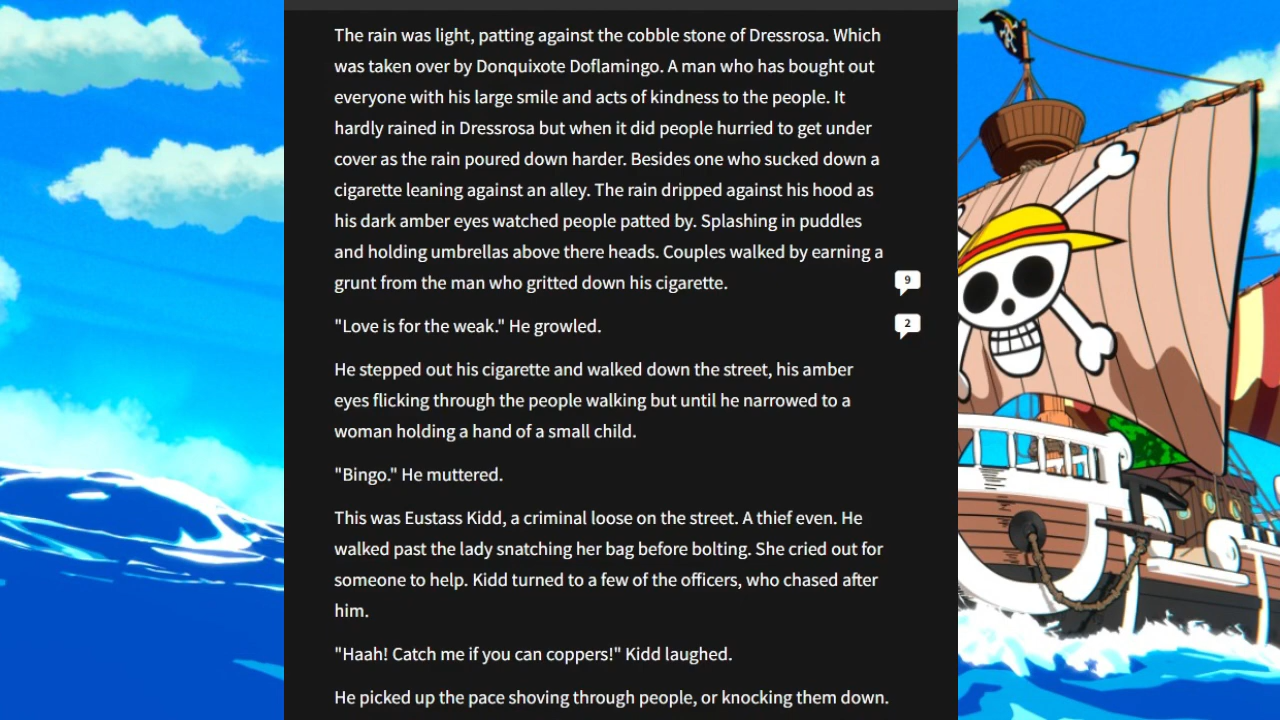 The rain was light, patting against the cobble stone of Dressrosa. Which
was taken over by Donquixote Doflamingo. A man who has bought out
everyone with his large smile and acts of kindness to the people. It
hardly rained in Dressrosa but when it did people hurried to get under
cover as the rain poured down harder. Besides one who sucked down a
cigarette leaning against an alley. The rain dripped against his hood as
his dark amber eyes watched people patted by. Splashing in puddles
and holding umbrellas above there heads. Couples walked by earning a
grunt from the man who gritted down his cigarette.
9
"Love is for the weak." He growled.
2
He stepped out his cigarette and walked down the street, his amber
eyes flicking through the people walking but until he narrowed to a
woman holding a hand of a small child.
"Bingo." He muttered.
This was Eustass Kidd, a criminal loose on the street. A thief even. He
walked past the lady snatching her bag before bolting. She cried out for
someone to help. Kidd turned to a few of the officers, who chased after
him.
"Haah! Catch me if you can coppers!" Kidd laughed.
He picked up the pace shoving through people, or knocking them down.